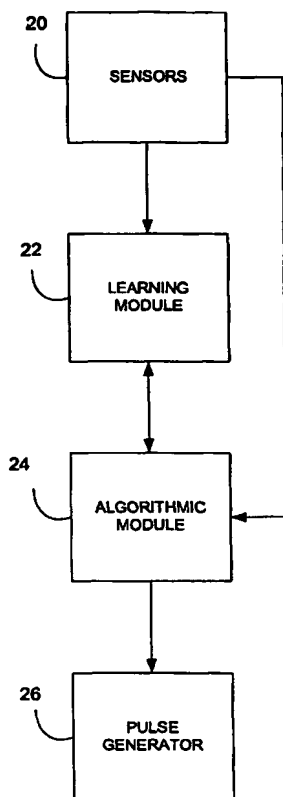 20
SENSORS
22
LEARNING
MODULE
24
ALGORITHMIC
MODULE
26
PULSE
GENERATOR